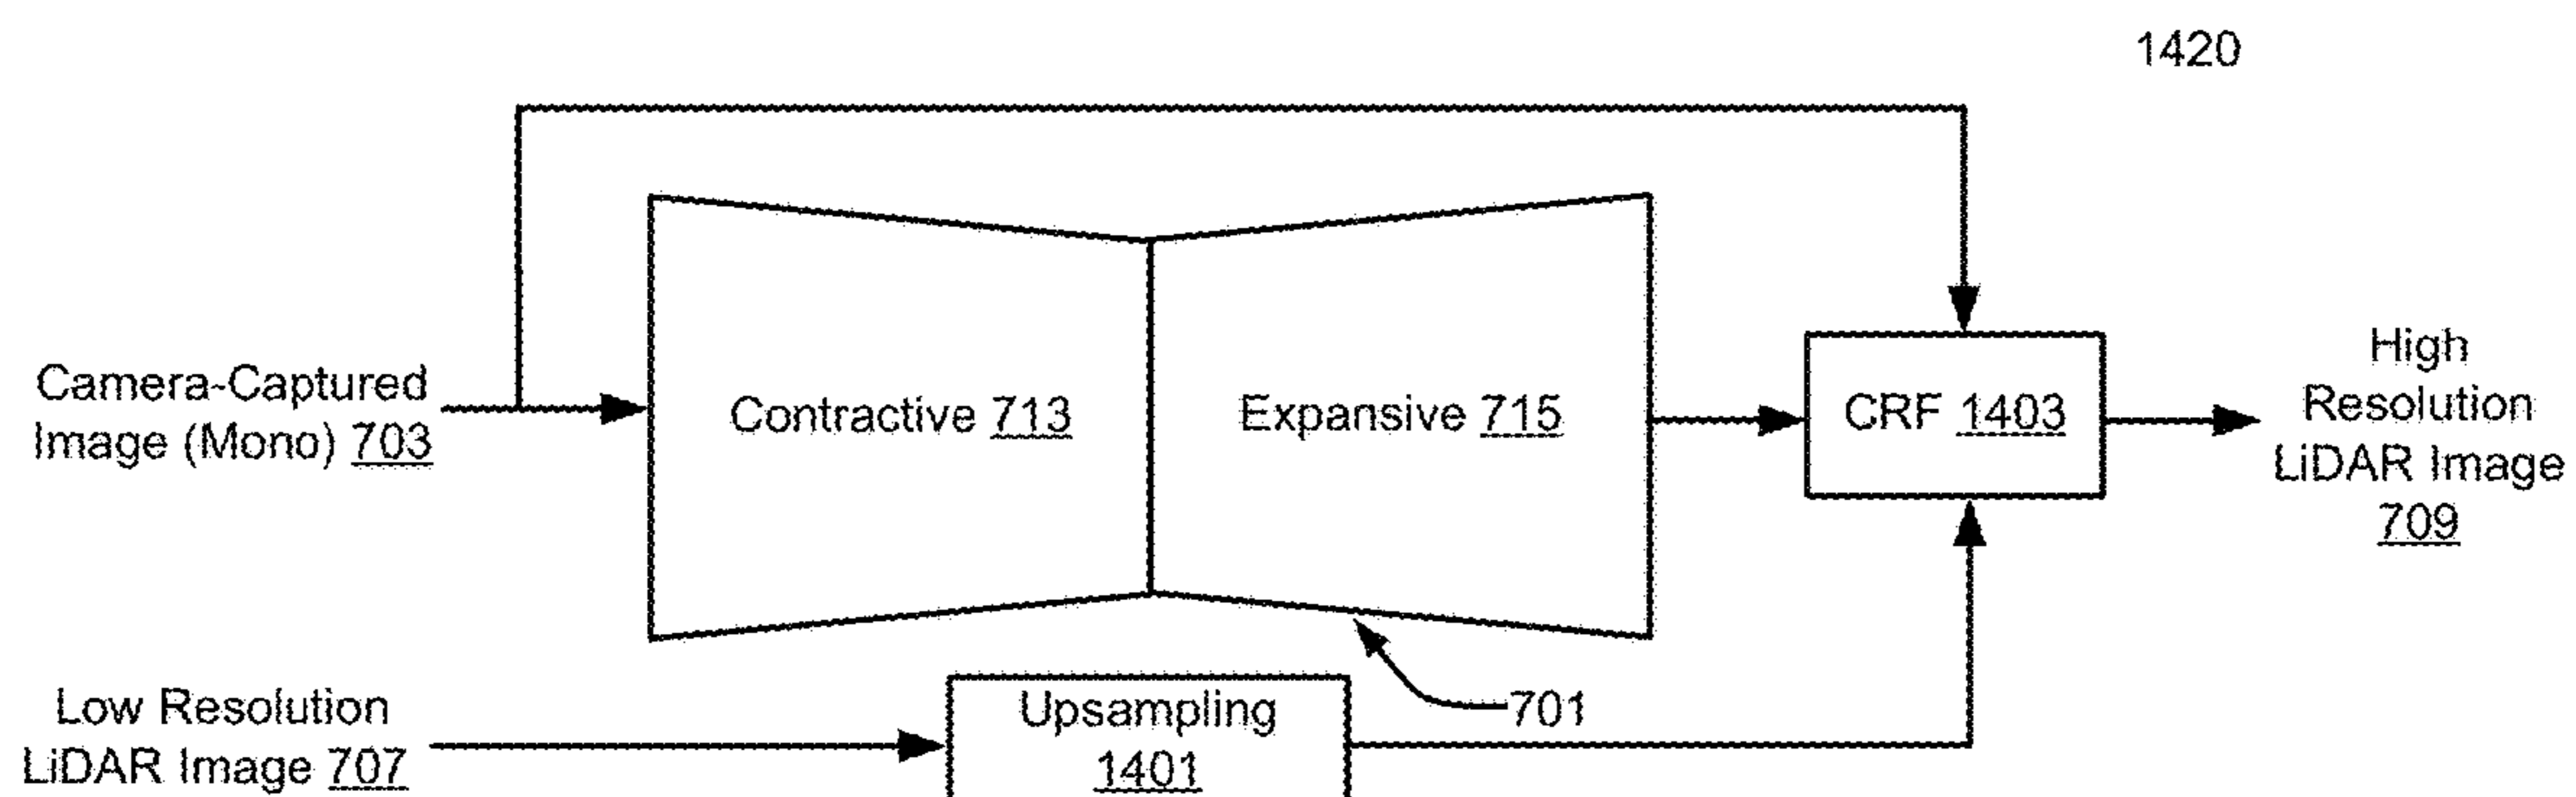 1420
Camera-Captured
Image (Mono) 703
Contractive 713
Expansive 715
CRF 1403
High
Resolution
LiDAR Image
709
Low Resolution
LiDAR Image 707
Upsampling
1401
701